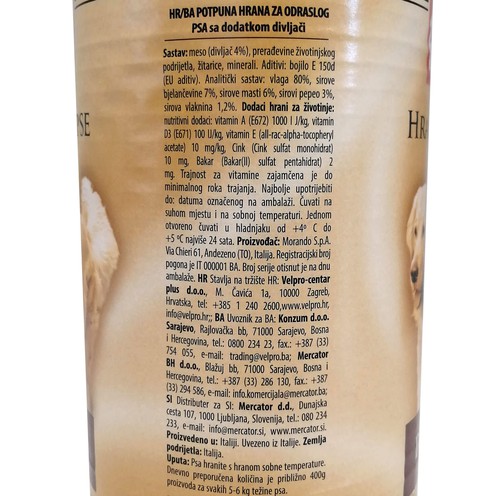 HR/BA POTPUNA HRANA ZA ODRASLOG
PSA sa dodatkom divljači
Sastav: meso (divljač 4%), prerađevine životinjskog
podrijetla, žitarice, minerali. Aditivi: bojilo E 150d
(EU aditiv). Analitički sastav: vlaga 80%, sirove
bjelančevine 7%, sirove masti 6%, sirovi pepeo 3%,
sirova vlaknina 1,2%. Dodaci hrani za životinje:
nutritivni dodaci: vitamin A (E672) 1000 I J/kg, vitamin
D3 (E671) 100 IJ/kg, vitamin E (all-rac-alpha-tocopheryl
acetate) 10 mg/kg, Cink (Cink sulfat monohidrat)
10 mg, Bakar (Bakar(II) sulfat pentahidrat) 2
mg. Trajnost za vitamine zajamčena je do
minimalnog roka trajanja. Najbolje upotrijebiti
do: datuma označenog na ambalaži. Čuvati na
suhom mjestu i na sobnoj temperaturi. Jednom
otvoreno čuvati u hladnjaku od +4º C do
+5 ºC najviše 24 sata. Proizvođač: Morando S.p.A.
Via Chieri 61, Andezeno (TO), Italija. Registracijski broj
pogona je IT 000001 BA. Broj serije otisnut je na dnu
ambalaže. HR Stavlja na tržište HR: Velpro-centar
plus d.o.o., M. Čavića 1a, 10000 Zagreb,
Hrvatska, tel: +385 1 240 2600,www.velpro.hr,
info@velpro.hr;; BA Uvoznik za BA: Konzum d.o.o.
Sarajevo, Rajlovačka bb, 71000 Sarajevo, Bosna
i Hercegovina, tel.: 0800 234 23, fax.: +387 (33)
754 055, e-mail: trading@velpro.ba; Mercator
BH d.o.o., Blažuj bb, 71000 Sarajevo, Bosna i
Hercegovina, tel.: +387 (33) 286 130, fax.: +387
(33) 294 586, e-mail: info.komercijala@mercator.ba;
SI Distributer za SI: Mercator d.d., Dunajska
cesta 107, 1000 Ljubljana, Slovenija, tel.: 080 234
233, e-mail: info@mercator.si, www.mercator.si.
Proizvedeno u: Italiji. Uvezeno iz Italije. Zemlja
podrijetla: Italija.
Uputa: Psa hranite s hranom sobne temperature.
Dnevno preporučena količina je približno 400g
proizvoda za svakih 5-6 kg težine psa.
SE
HRA